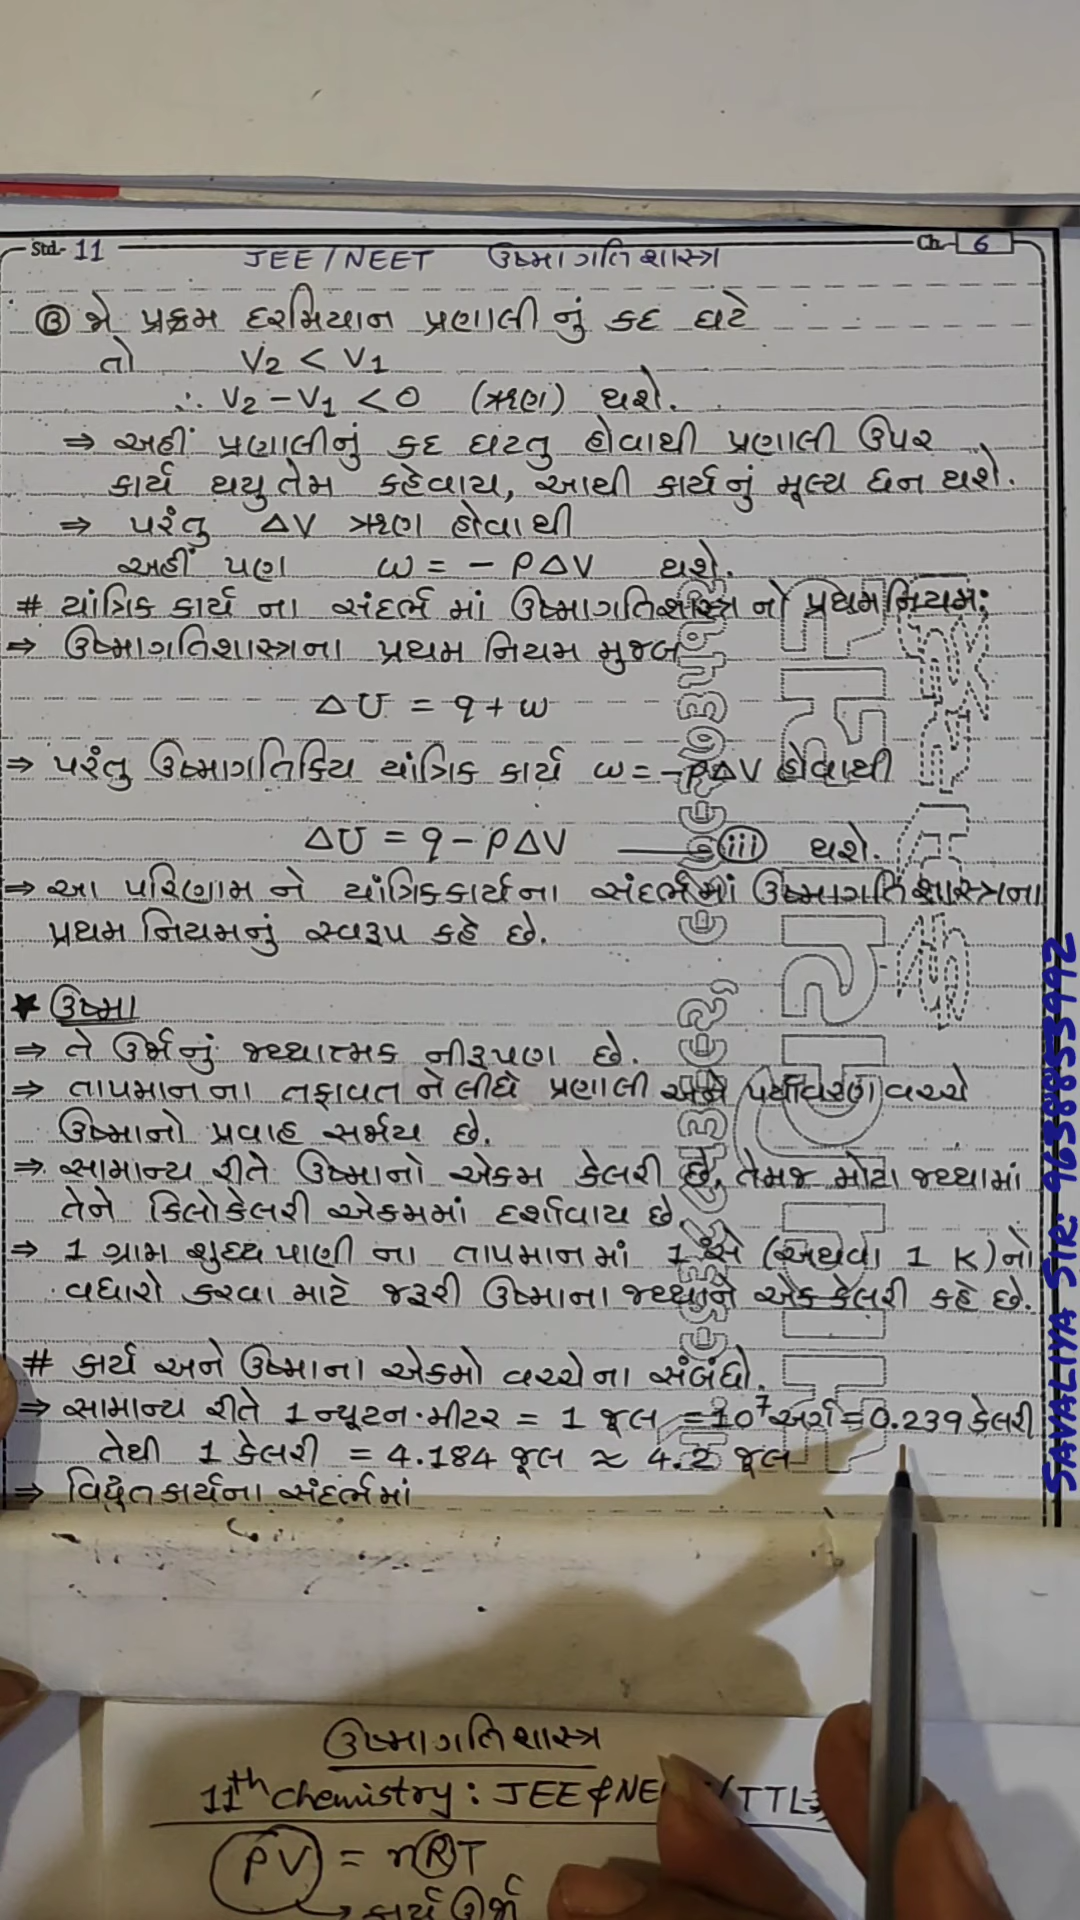 Std- 11 JEE/NEET ઉષ્માગતિશાસ્ત્ર Ch- 6
Ⓑ જો પ્રક્રમ દરમિયાન પ્રણાલીનું કદ ઘટે
તો V₂ < V₁
∴ V₂ - V₁ < 0 (ઋણ) થશે.
⇒ અહીં પ્રણાલીનું કદ ઘટતુ હોવાથી પ્રણાલી ઉપર
કાર્ય થયુ તેમ કહેવાય, આથી કાર્યનું મૂલ્ય ધન થશે.
⇒ પરંતુ ΔV ઋણ હોવાથી
અહીં પણ ω = - PΔV થશે.
# યાંત્રિક કાર્ય ના સંદર્ભ માં ઉષ્માગતિશાસ્ત્ર નો પ્રથમ નિયમ:
⇒ ઉષ્માગતિશાસ્ત્રના પ્રથમ નિયમ મુજબ
ΔU = q + ω
⇒ પરંતુ ઉષ્માગતિકિય યાંત્રિક કાર્ય ω = -PΔV હોવાથી
ΔU = q - PΔV —— (iii) થશે.
⇒ આ પરિણામ ને યાંત્રિકકાર્યના સંદર્ભમાં ઉષ્માગતિશાસ્ત્રના
પ્રથમ નિયમનું સ્વરૂપ કહે છે.
★ ઉષ્મા
⇒ તે ઉર્જાનું જથ્થાત્મક નીરૂપણ છે.
⇒ તાપમાન ના તફાવત ને લીધે પ્રણાલી અને પર્યાવરણ વચ્ચે
ઉષ્માનો પ્રવાહ સર્જાય છે.
⇒ સામાન્ય રીતે ઉષ્માનો એકમ કેલરી છે, તેમજ મોટા જથ્થામાં
તેને કિલોકેલરી એકમમાં દર્શાવાય છે.
⇒ 1 ગ્રામ શુધ્ધ પાણી ના તાપમાન માં 1° સે (અથવા 1 K) નો
વધારો કરવા માટે જરૂરી ઉષ્માના જથ્થાને એક કેલરી કહે છે.
# કાર્ય અને ઉષ્માના એકમો વચ્ચેના સંબંધો.
⇒ સામાન્ય રીતે 1 ન્યૂટન·મીટર = 1 જૂલ = 10⁷ અર્ગ = 0.239 કેલરી
તેથી 1 કેલરી = 4.184 જૂલ ≈ 4.2 જૂલ
⇒ વિદ્યુતકાર્યના સંદર્ભમાં
SAVALIYA SIR: 9638853992
ઉષ્માગતિશાસ્ત્ર
11th chemistry: JEE & NE
PV = nRT
કાર્ય ઊર્જા